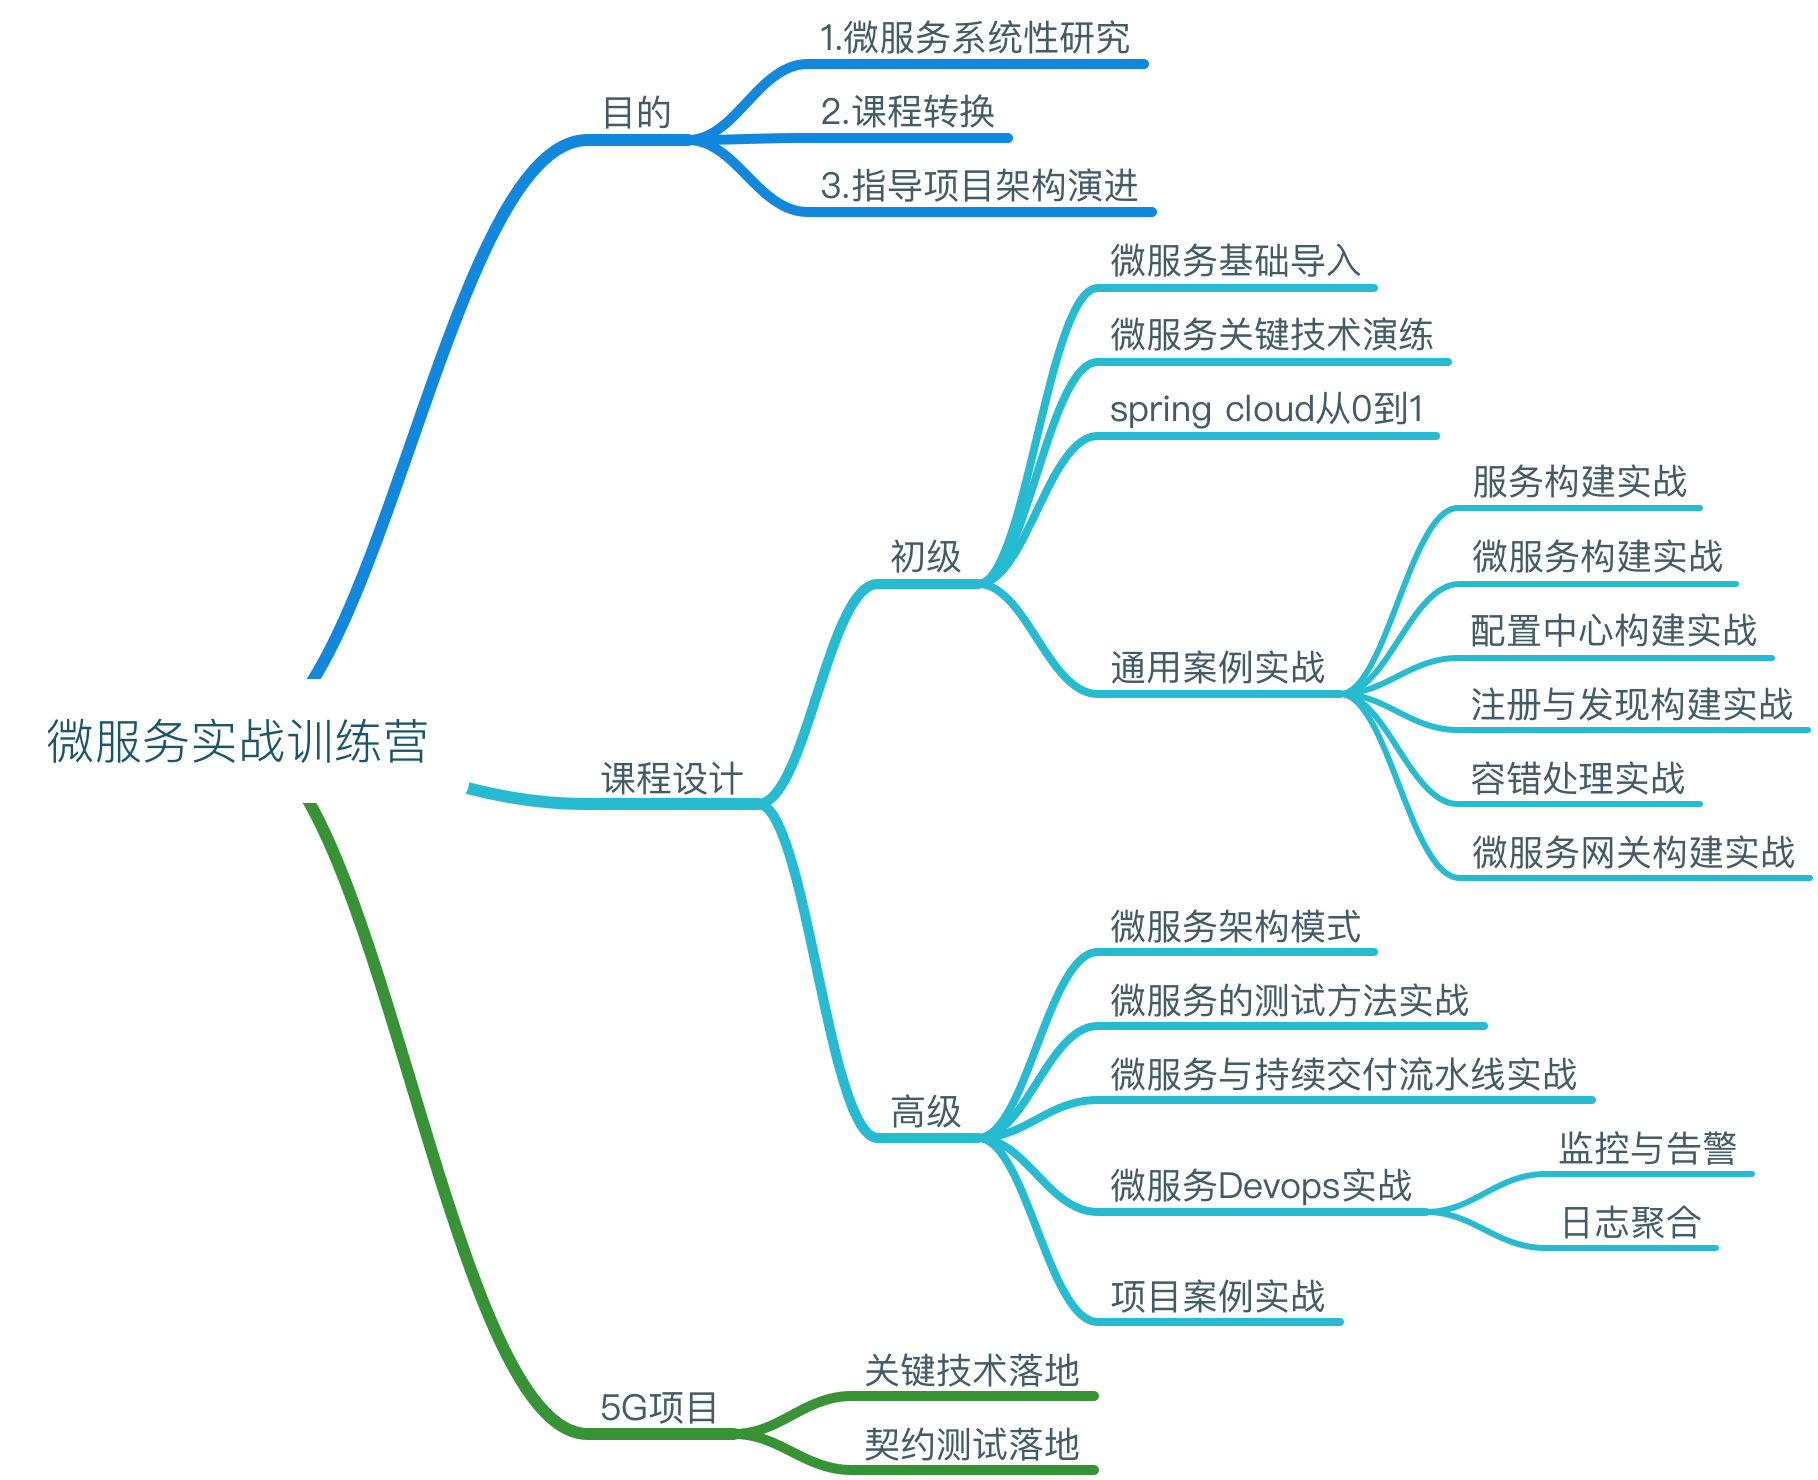 微服务实战训练营
目的
1.微服务系统性研究
2.课程转换
3.指导项目架构演进
课程设计
初级
微服务基础导入
微服务关键技术演练
spring cloud从0到1
通用案例实战
服务构建实战
微服务构建实战
配置中心构建实战
注册与发现构建实战
容错处理实战
微服务网关构建实战
高级
微服务架构模式
微服务的测试方法实战
微服务与持续交付流水线实战
微服务Devops实战
监控与告警
日志聚合
项目案例实战
5G项目
关键技术落地
契约测试落地